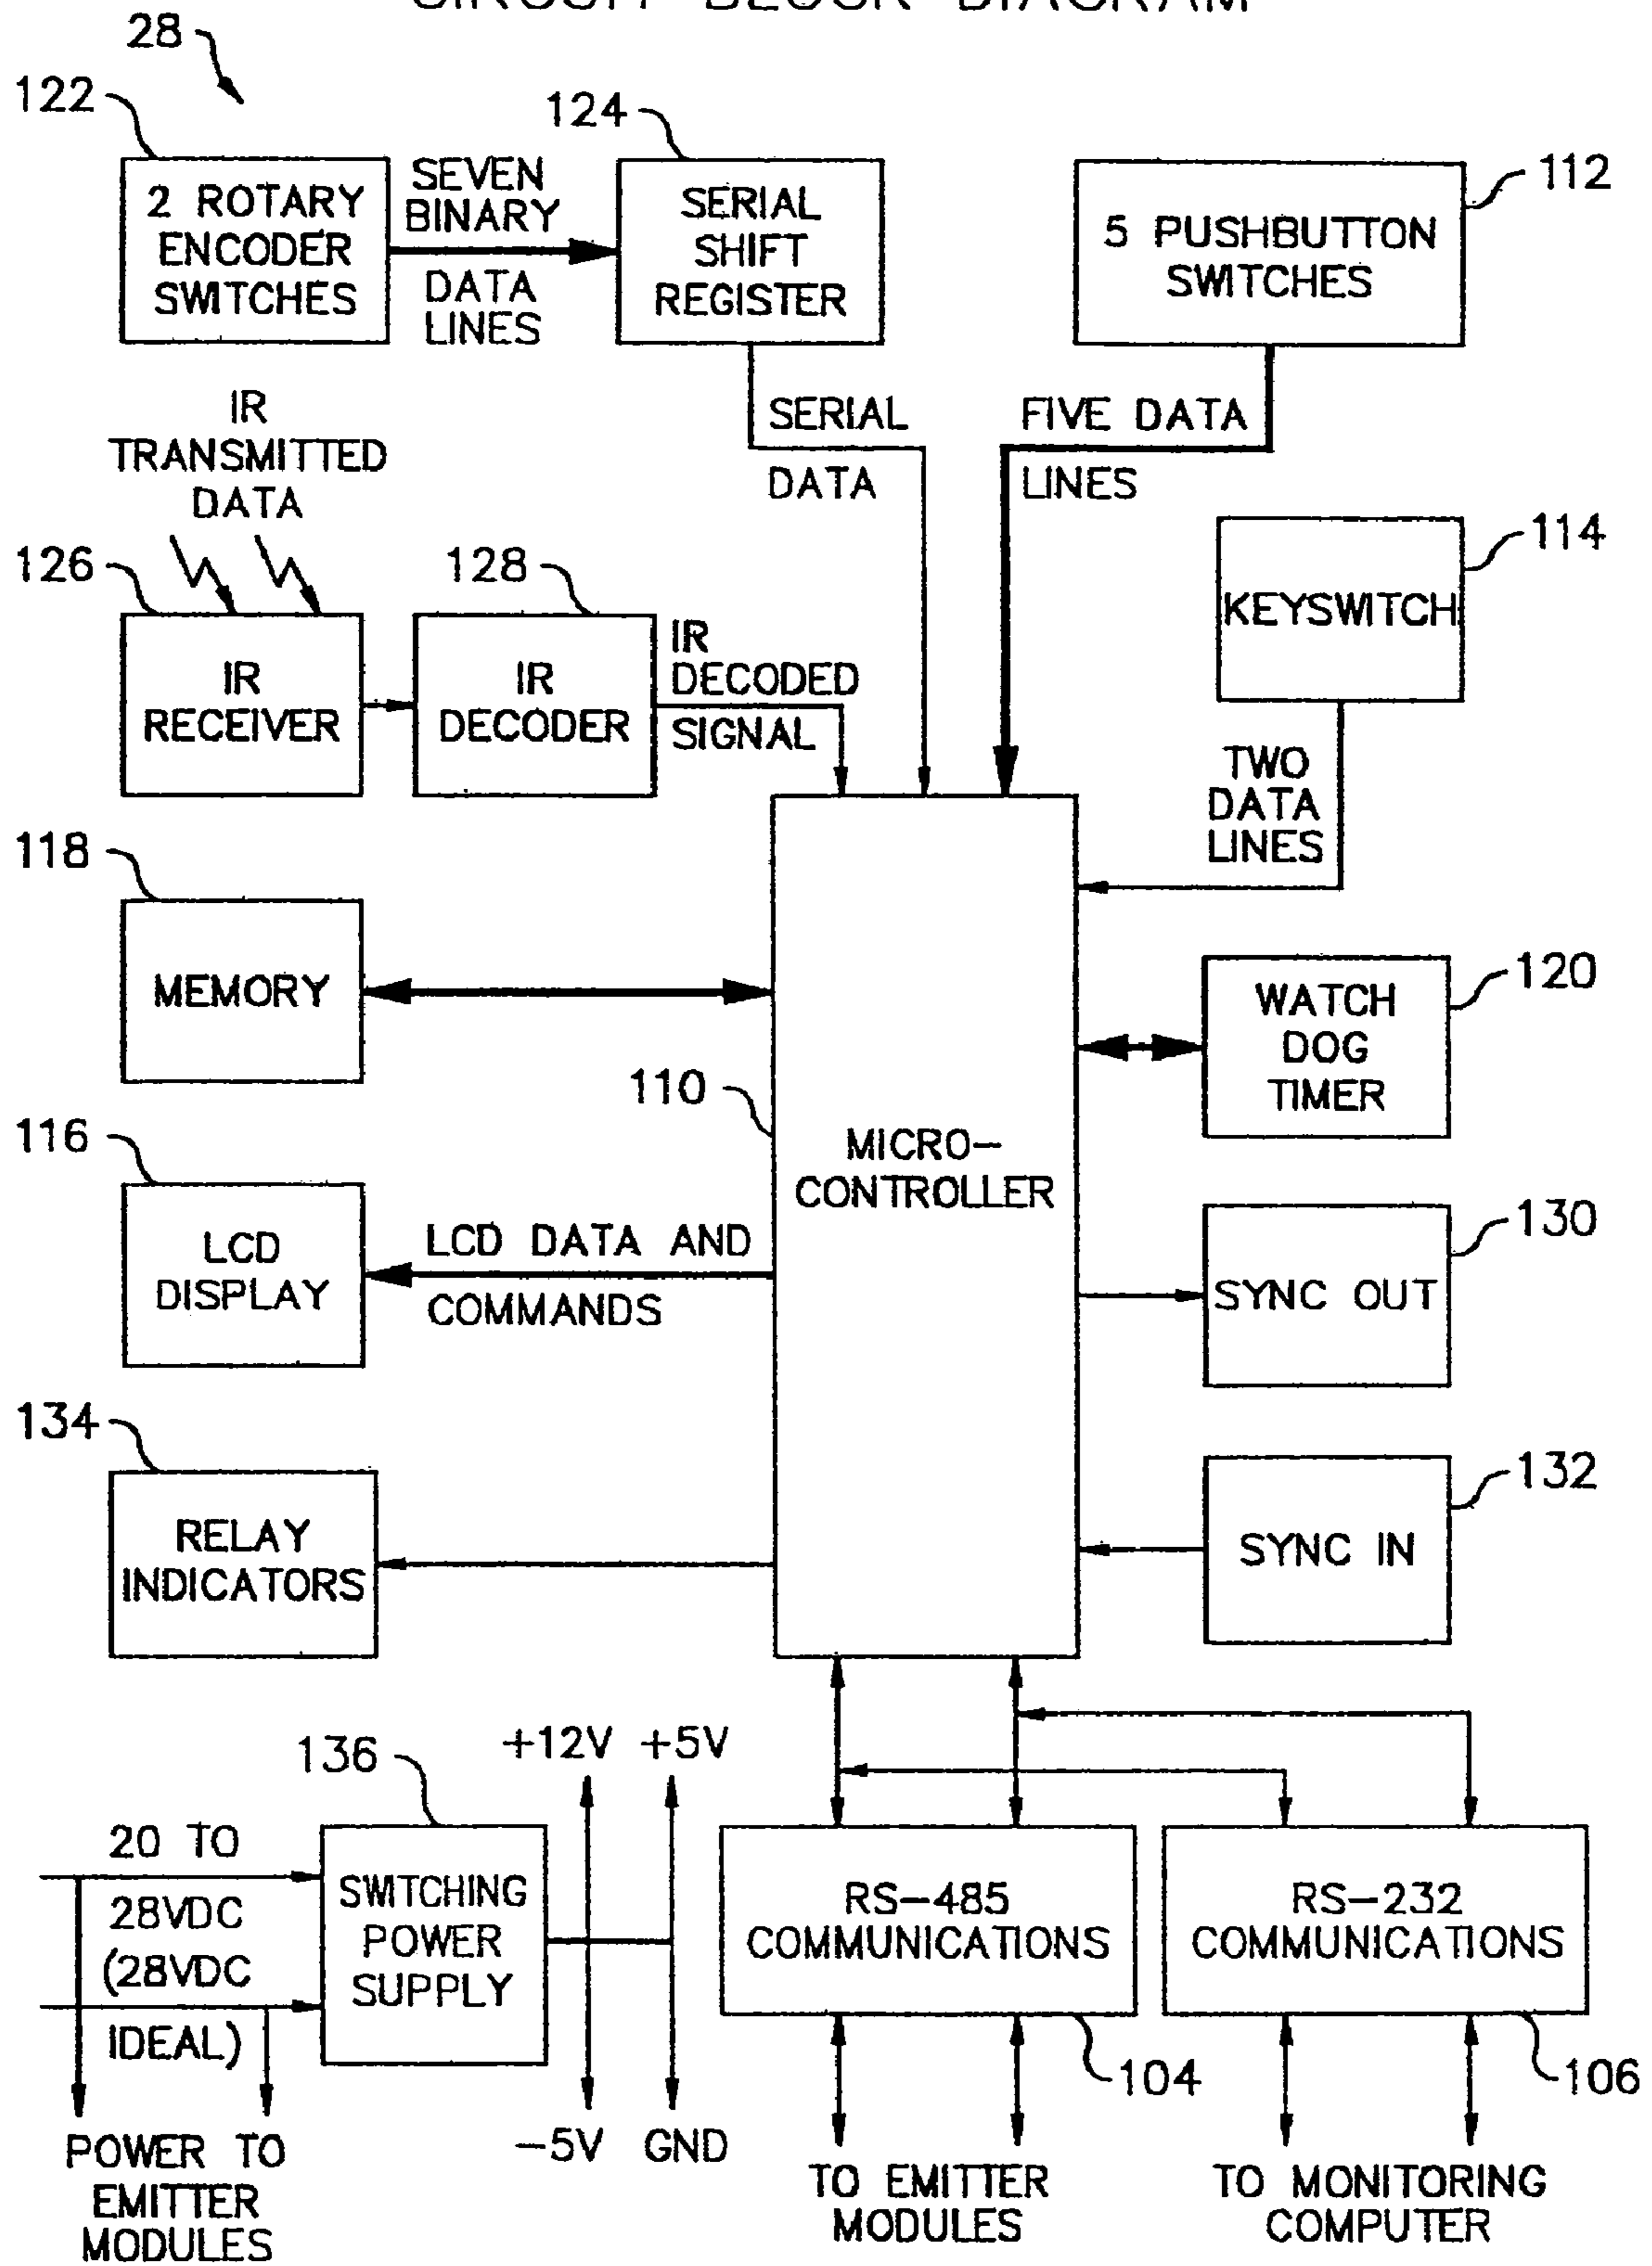 CIRCUIT BLOCK DIAGRAM
28
122
124
112
2 ROTARY
ENCODER
SWITCHES
SEVEN
BINARY
DATA
LINES
SERIAL
SHIFT
REGISTER
5 PUSHBUTTON
SWITCHES
IR
TRANSMITTED
DATA
SERIAL
DATA
FIVE DATA
LINES
126
128
114
IR
RECEIVER
IR
DECODER
IR
DECODED
SIGNAL
KEYSWITCH
TWO
DATA
LINES
118
MEMORY
120
WATCH
DOG
TIMER
110
MICRO-
CONTROLLER
116
LCD
DISPLAY
LCD DATA AND
COMMANDS
130
SYNC OUT
134
RELAY
INDICATORS
132
SYNC IN
136
+12V +5V
20 TO
28VDC
(28VDC
IDEAL)
SWITCHING
POWER
SUPPLY
RS-485
COMMUNICATIONS
RS-232
COMMUNICATIONS
104
106
-5V GND
POWER TO
EMITTER
MODULES
TO EMITTER
MODULES
TO MONITORING
COMPUTER